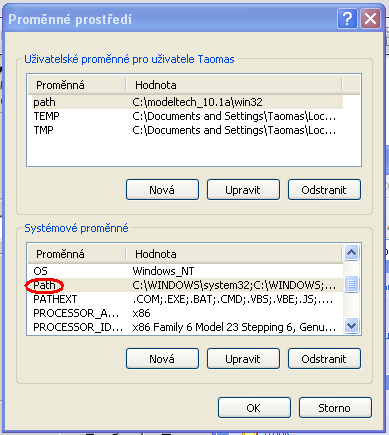 Proměnné prostředí
Uživatelské proměnné pro uživatele Taomas
Proměnná Hodnota
path C:\modeltech_10.1a\win32
TEMP C:\Documents and Settings\Taomas\Loc...
TMP C:\Documents and Settings\Taomas\Loc...
Nová Upravit Odstranit
Systémové proměnné
Proměnná Hodnota
OS Windows_NT
Path C:\WINDOWS\system32;C:\WINDOWS;...
PATHEXT .COM;.EXE;.BAT;.CMD;.VBS;.VBE;.JS;....
PROCESSOR_A... x86
PROCESSOR_ID... x86 Family 6 Model 23 Stepping 6, Genu...
Nová Upravit Odstranit
OK Storno